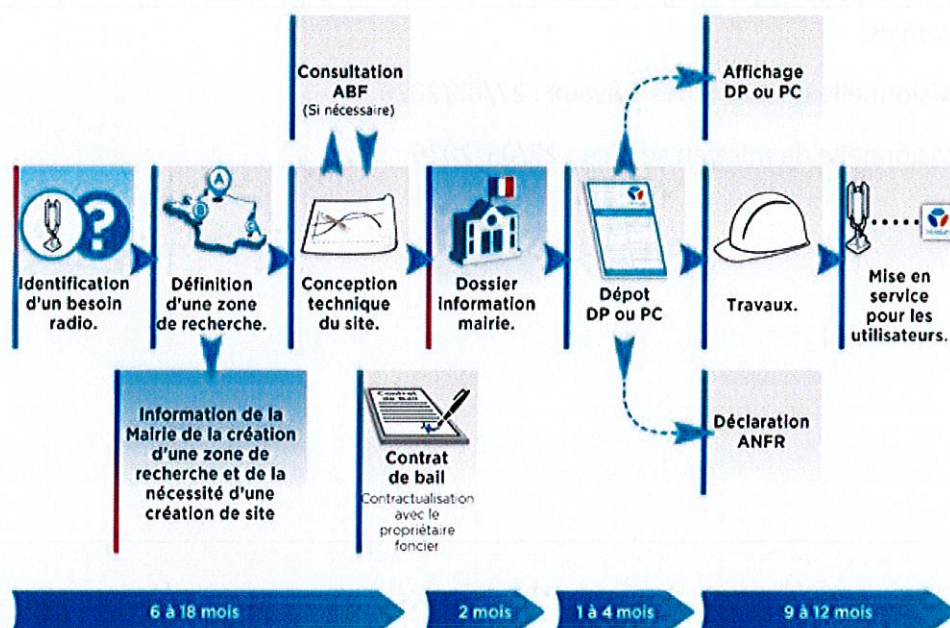 Consultation
ABF
(Si nécessaire)
Affichage
DP ou PC
A
B
Identification
d'un besoin
radio.
Définition
d'une zone
de recherche.
Conception
technique
du site.
Dossier
information
mairie.
Dépot
DP ou PC
Travaux.
Mise en
service
pour les
utilisateurs.
Information de la
Mairie de la création
d'une zone de
recherche et de la
nécessité d'une
création de site
Contrat
de Bail
Contrat
de bail
Contractualisation
avec le
propriétaire
foncier
Déclaration
ANFR
6 à 18 mois
2 mois
1 à 4 mois
9 à 12 mois